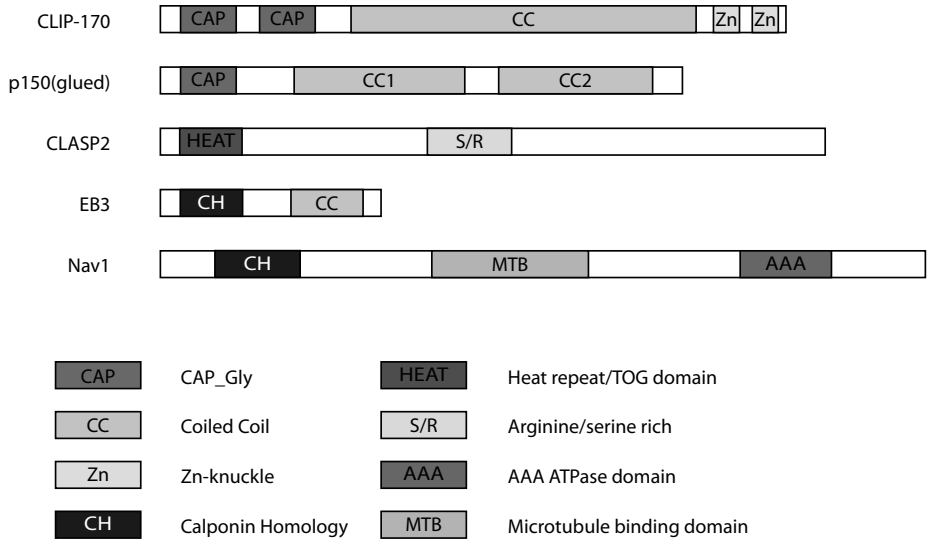 CLIP-170 CAP CAP CC Zn Zn
p150(glued) CAP CC1 CC2
CLASP2 HEAT S/R
EB3 CH CC
Nav1 CH MTB AAA
CAP CAP_Gly HEAT Heat repeat/TOG domain
CC Coiled Coil S/R Arginine/serine rich
Zn Zn-knuckle AAA AAA ATPase domain
CH Calponin Homology MTB Microtubule binding domain